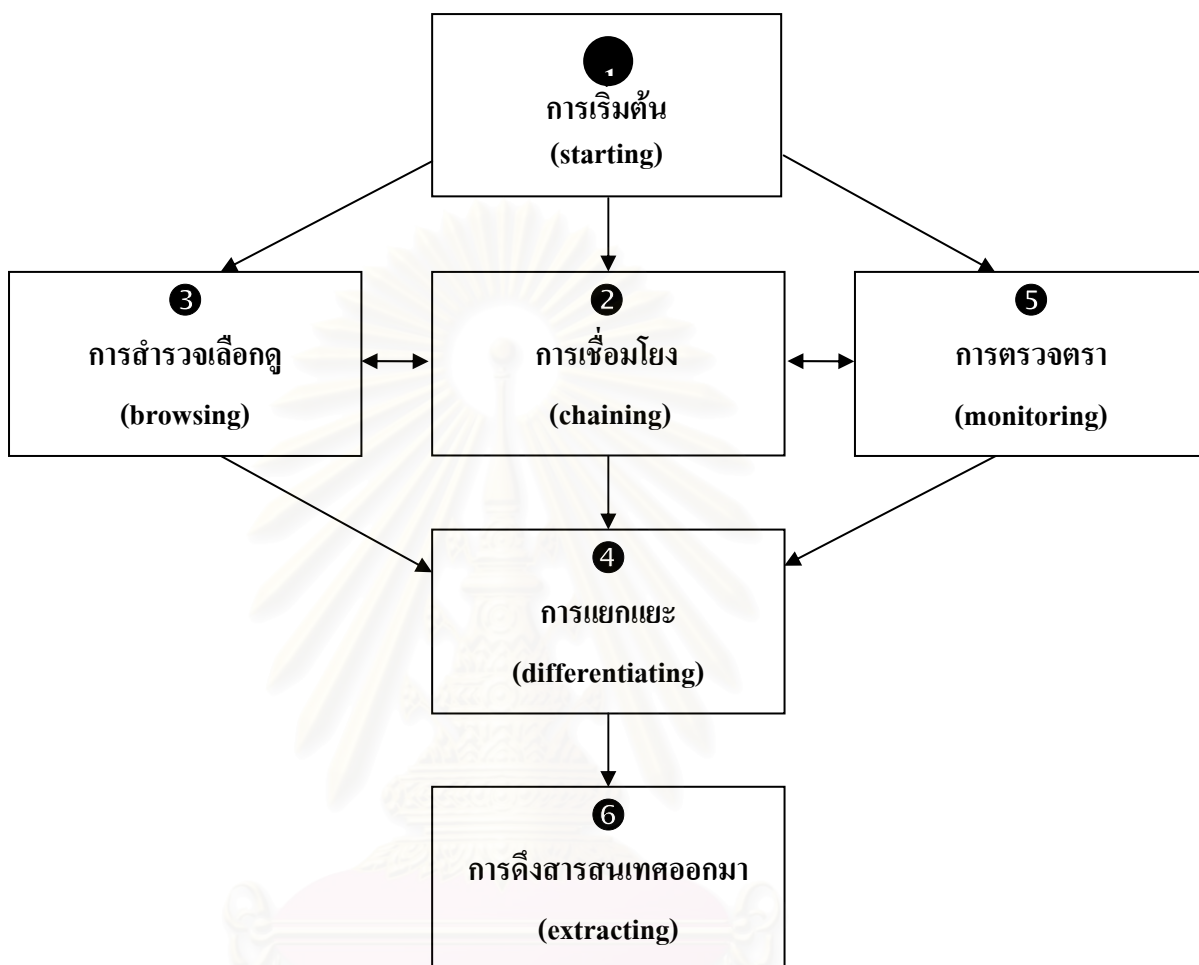 1
การเริ่มต้น
(starting)
❸
การสำรวจเลือกดู
(browsing)
❷
การเชื่อมโยง
(chaining)
❺
การตรวจตรา
(monitoring)
❹
การแยกแยะ
(differentiating)
❻
การดึงสารสนเทศออกมา
(extracting)